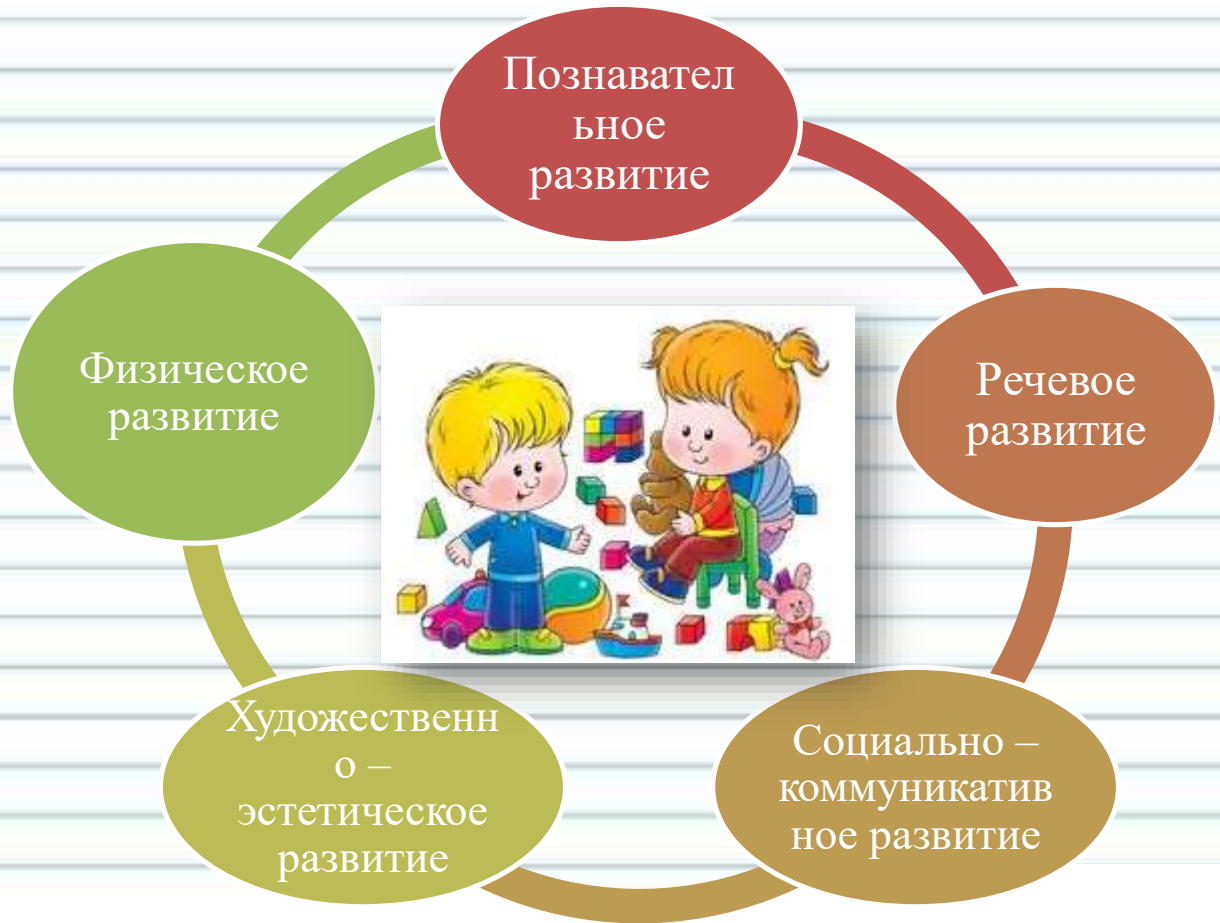 Познавател
ьное
развитие
Речевое
развитие
Социально –
коммуникатив
ное развитие
Художественн
о –
эстетическое
развитие
Физическое
развитие